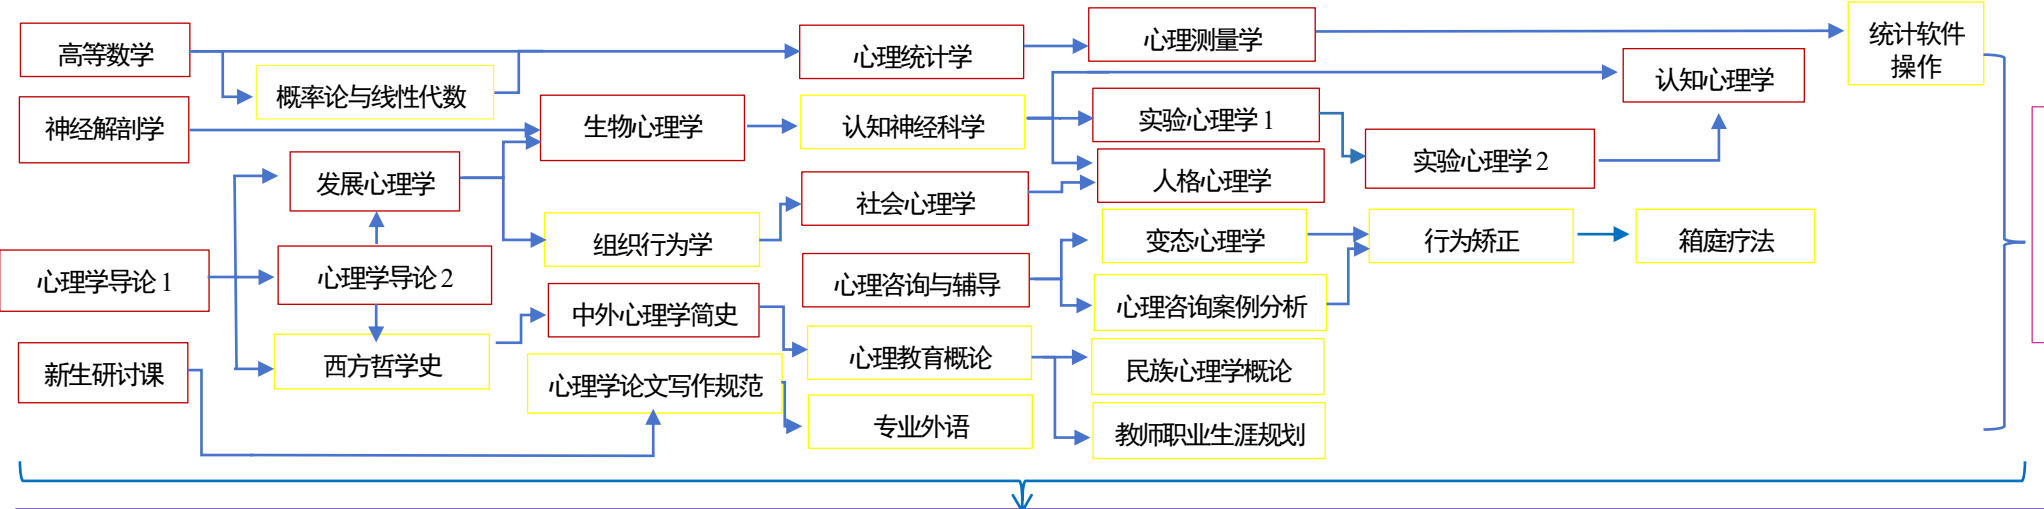 高等数学
概率论与线性代数
神经解剖学
心理学导论 1
新生研讨课
发展心理学
心理学导论 2
西方哲学史
生物心理学
组织行为学
中外心理学简史
心理学论文写作规范
心理统计学
认知神经科学
社会心理学
心理咨询与辅导
心理教育概论
专业外语
心理测量学
实验心理学 1
人格心理学
变态心理学
心理咨询案例分析
民族心理学概论
教师职业生涯规划
实验心理学 2
行为矫正
认知心理学
箱庭疗法
统计软件
操作